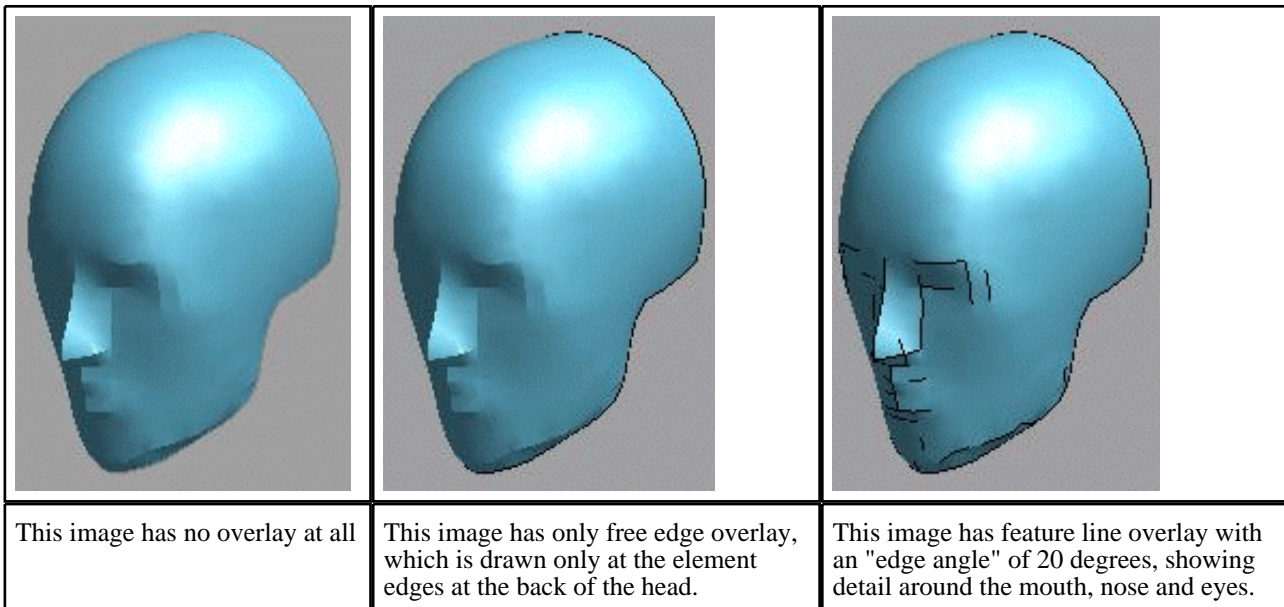 This image has no overlay at all
This image has only free edge overlay,
which is drawn only at the element
edges at the back of the head.
This image has feature line overlay with
an "edge angle" of 20 degrees, showing
detail around the mouth, nose and eyes.